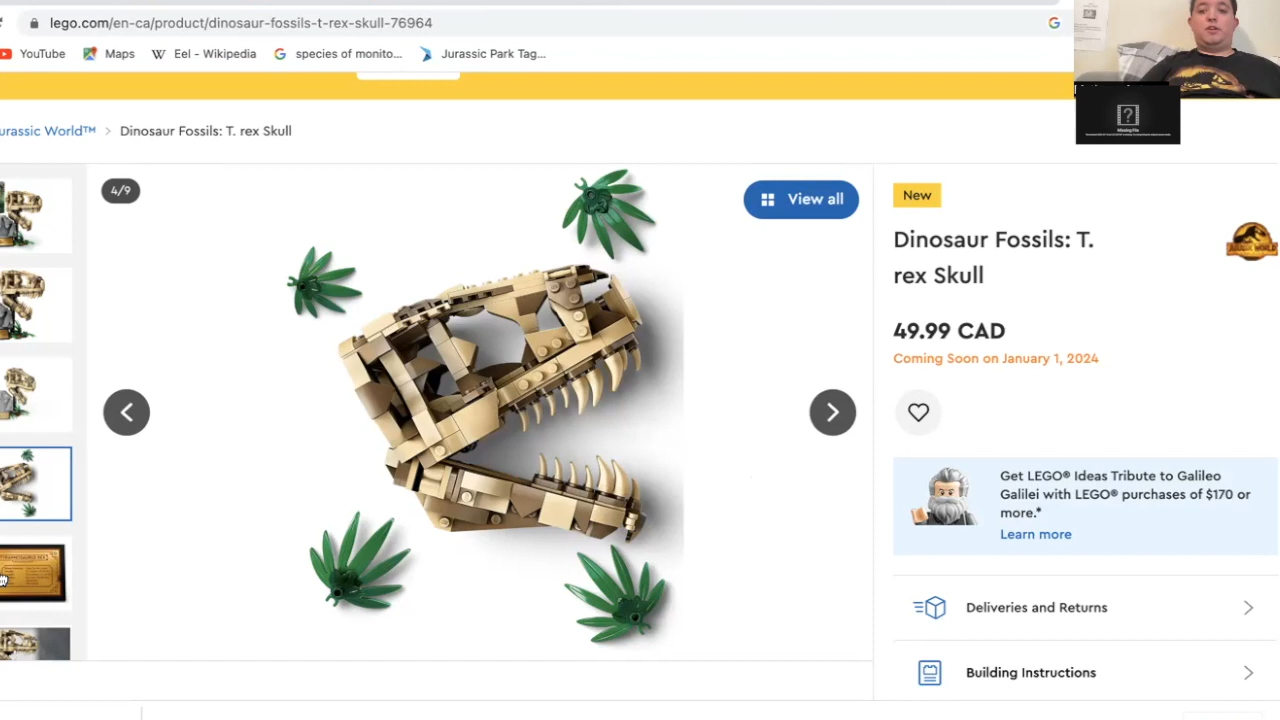 lego.com/en-ca/product/dinosaur-fossils-t-rex-skull-76964
YouTube Maps Eel - Wikipedia species of monito... Jurassic Park Tag...
urassic World™ > Dinosaur Fossils: T. rex Skull
4/9
View all
New
Dinosaur Fossils: T.
rex Skull
49.99 CAD
Coming Soon on January 1, 2024
Get LEGO® Ideas Tribute to Galileo
Galilei with LEGO® purchases of $170 or
more.*
Learn more
Deliveries and Returns
Building Instructions
Missing File